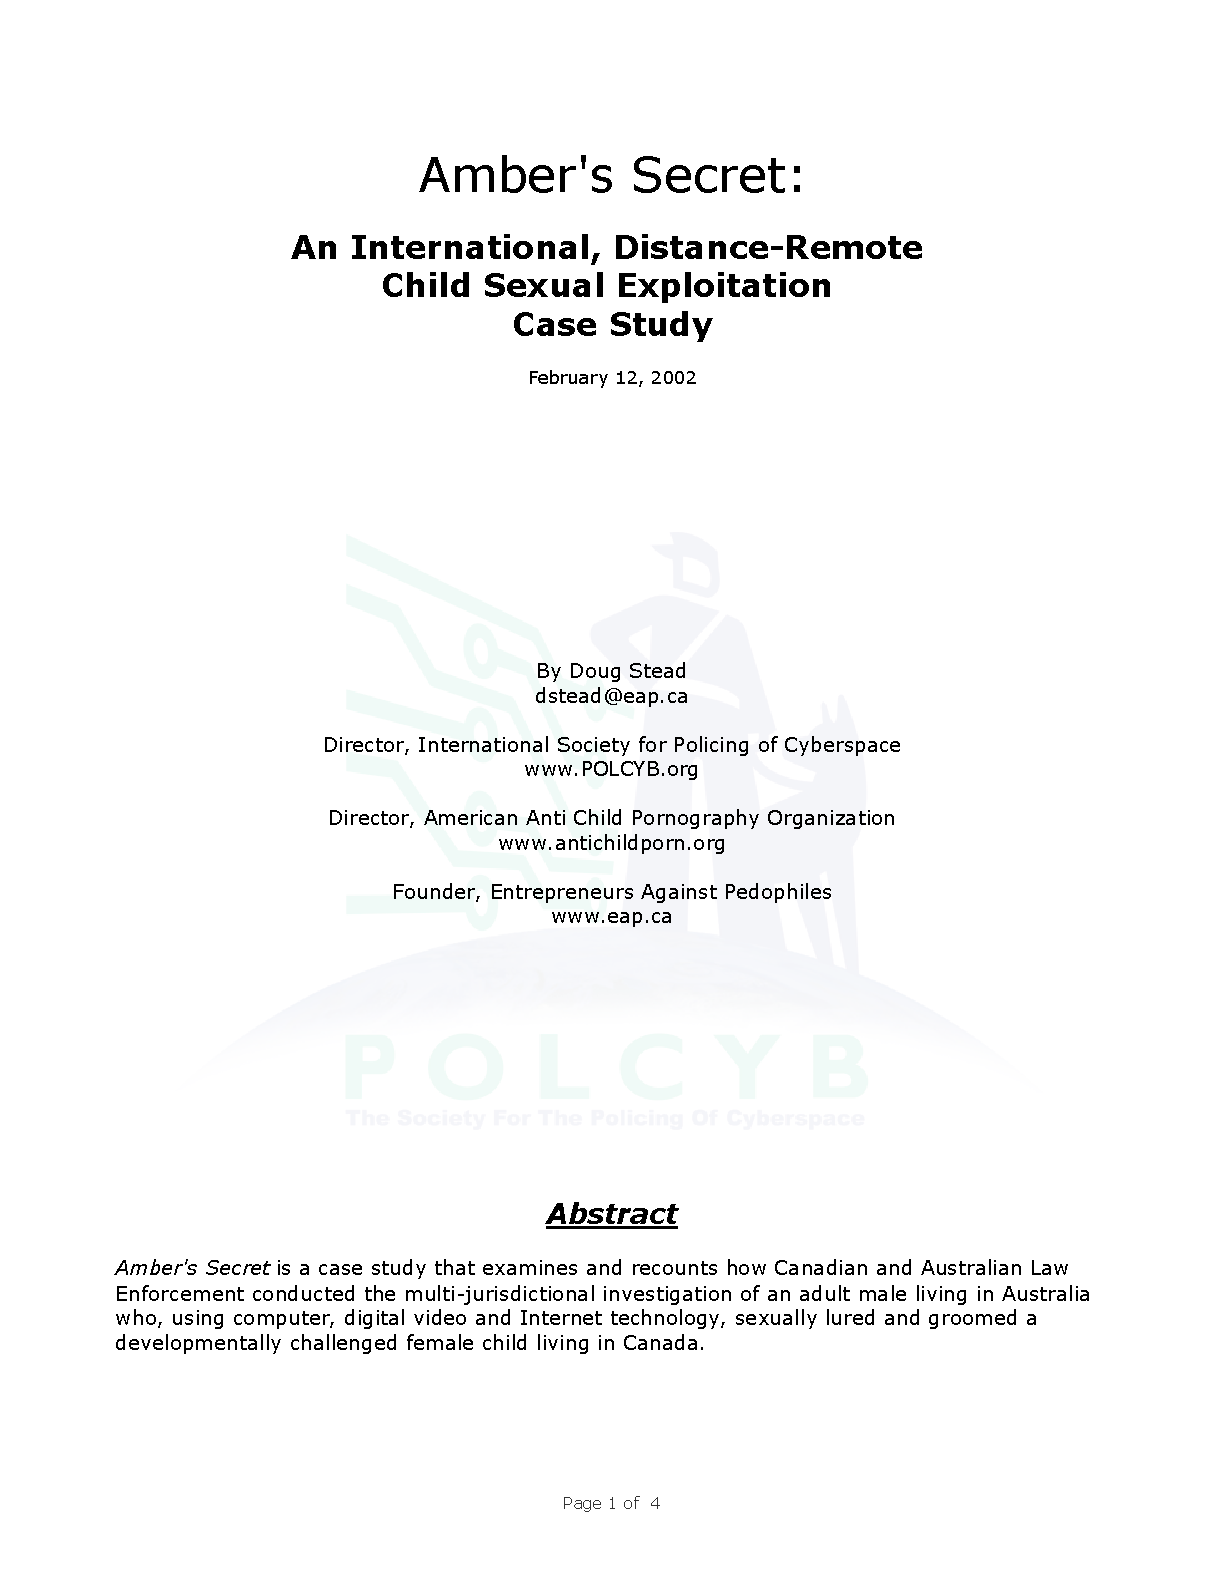 Amber's Secret:
An International, Distance-Remote
Child Sexual Exploitation
Case Study
February 12, 2002
By Doug Stead
dstead@eap.ca
Director, International Society for Policing of Cyberspace
www.POLCYB.org
Director, American Anti Child Pornography Organization
www.antichildporn.org
Founder, Entrepreneurs Against Pedophiles
www.eap.ca
POLCYB
The Society For The Policing Of Cyberspace
Abstract
Amber's Secret is a case study that examines and recounts how Canadian and Australian Law
Enforcement conducted the multi-jurisdictional investigation of an adult male living in Australia
who, using computer, digital video and Internet technology, sexually lured and groomed a
developmentally challenged female child living in Canada.
Page 1 of 4